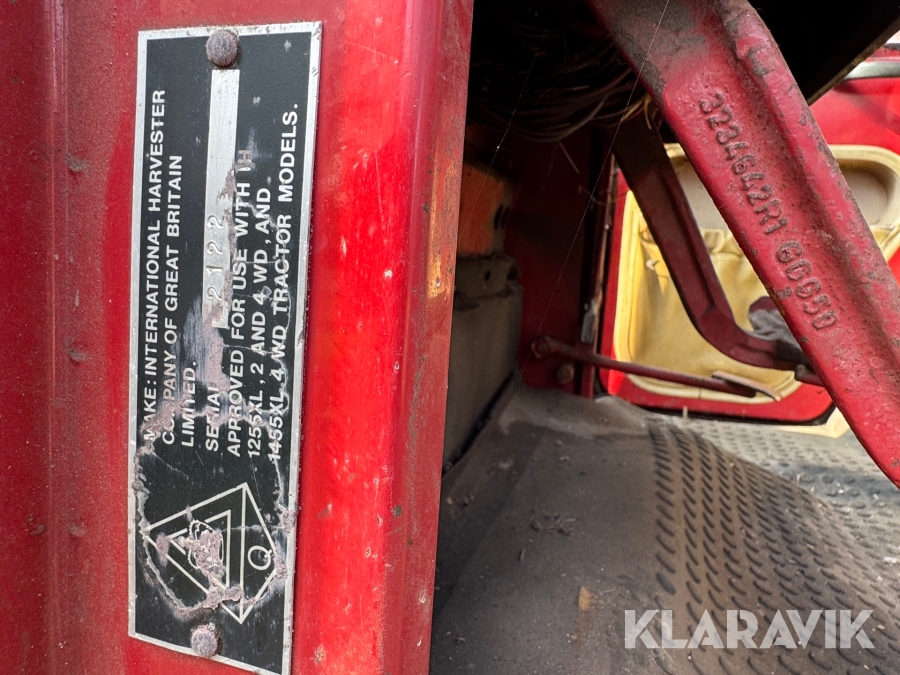 MAKE: INTERNATIONAL HARVESTER
COMPANY OF GREAT BRITAIN
LIMITED.
SERIAL 2122
APPROVED FOR USE WITH IH
1255XL, 2 AND 4 WD, AND
1455XL 4 WD TRACTOR MODELS.
Q
3234642R1
KLARAVIK